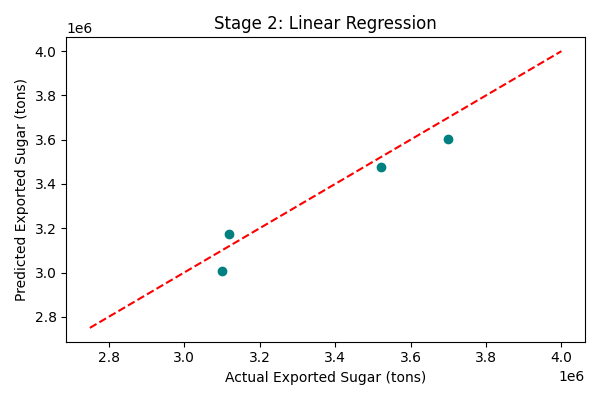 Stage 2: Linear Regression
1e6
4.0
3.8
3.6
3.4
3.2
3.0
2.8
Predicted Exported Sugar (tons)
2.8 3.0 3.2 3.4 3.6 3.8 4.0
1e6
Actual Exported Sugar (tons)